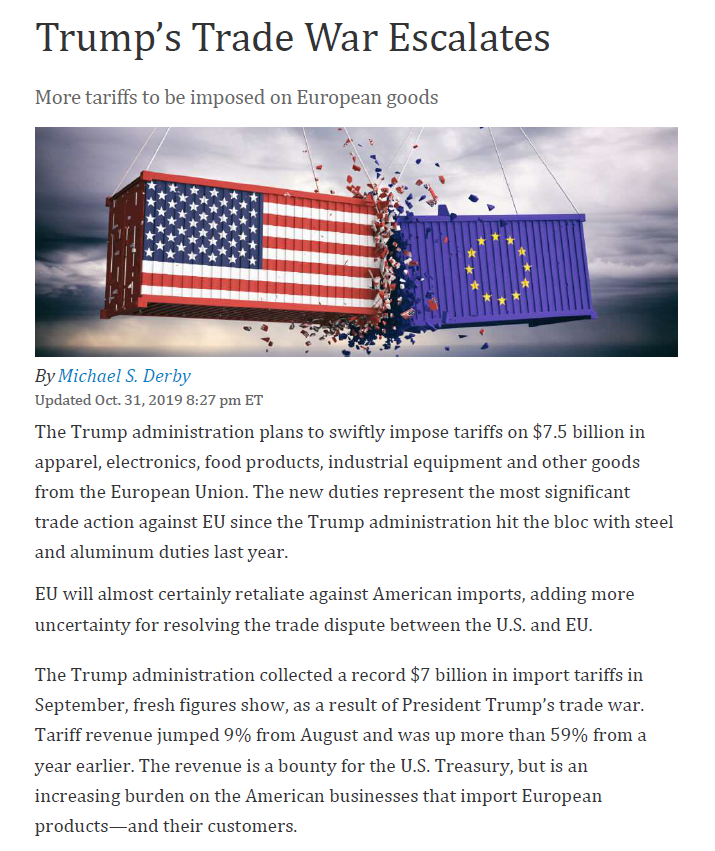 Trump’s Trade War Escalates
More tariffs to be imposed on European goods
By Michael S. Derby
Updated Oct. 31, 2019 8:27 pm ET
The Trump administration plans to swiftly impose tariffs on $7.5 billion in
apparel, electronics, food products, industrial equipment and other goods
from the European Union. The new duties represent the most significant
trade action against EU since the Trump administration hit the bloc with steel
and aluminum duties last year.
EU will almost certainly retaliate against American imports, adding more
uncertainty for resolving the trade dispute between the U.S. and EU.
The Trump administration collected a record $7 billion in import tariffs in
September, fresh figures show, as a result of President Trump’s trade war.
Tariff revenue jumped 9% from August and was up more than 59% from a
year earlier. The revenue is a bounty for the U.S. Treasury, but is an
increasing burden on the American businesses that import European
products—and their customers.